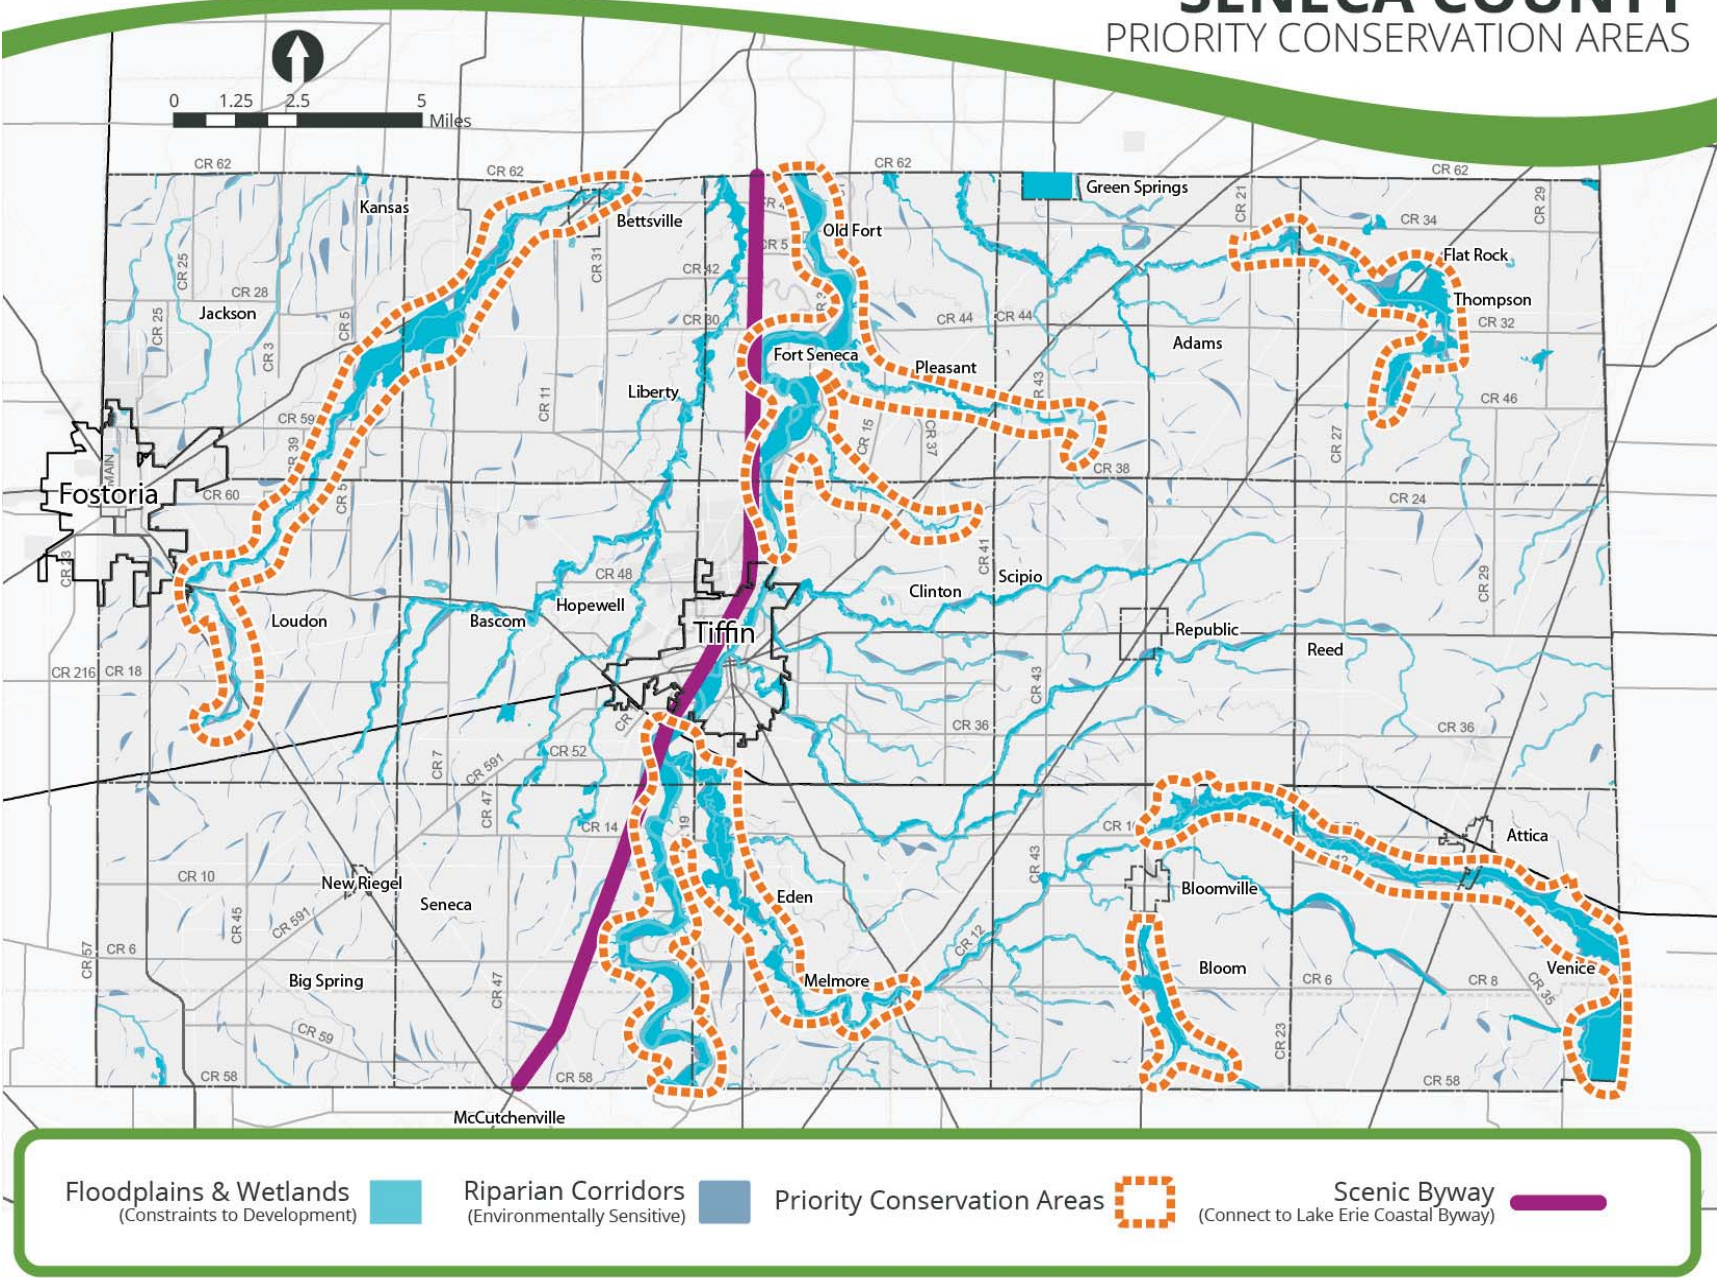 SENECA COUNTY
PRIORITY CONSERVATION AREAS
0 1.25 2.5 5
Miles
CR 62
CR 62
CR 62
CR 62
Kansas
Bettsville
Green Springs
CR 21
CR 29
CR 34
Old Fort
CR 5
Flat Rock
CR 25
CR 31
CR 42
CR 28
Jackson
Thompson
CR 25
CR 5
CR 30
CR 44
CR 44
CR 32
CR 3
Fort Seneca
Adams
Pleasant
Liberty
CR 43
CR 11
CR 46
CR 59
CR 15
CR 37
CR 27
CR 39
MAIN
CR 38
Fostoria
CR 60
CR 5
CR 24
CR 23
CR 41
CR 48
Scipio
CR 29
Clinton
Hopewell
Loudon
Bascom
Tiffin
Republic
Reed
CR 216
CR 18
CR 43
CR 36
CR 36
CR 52
CR 7
CR 591
CR 47
CR 14
19
Attica
CR 43
CR 10
New Riegel
Bloomville
Seneca
Eden
CR 45
CR 591
CR 12
CR 57
CR 6
Big Spring
CR 47
Melmore
Bloom
CR 6
CR 8
CR 35
Venice
CR 59
CR 23
CR 58
CR 58
CR 58
McCutchenville
Floodplains & Wetlands
(Constraints to Development)
Riparian Corridors
(Environmentally Sensitive)
Priority Conservation Areas
Scenic Byway
(Connect to Lake Erie Coastal Byway)